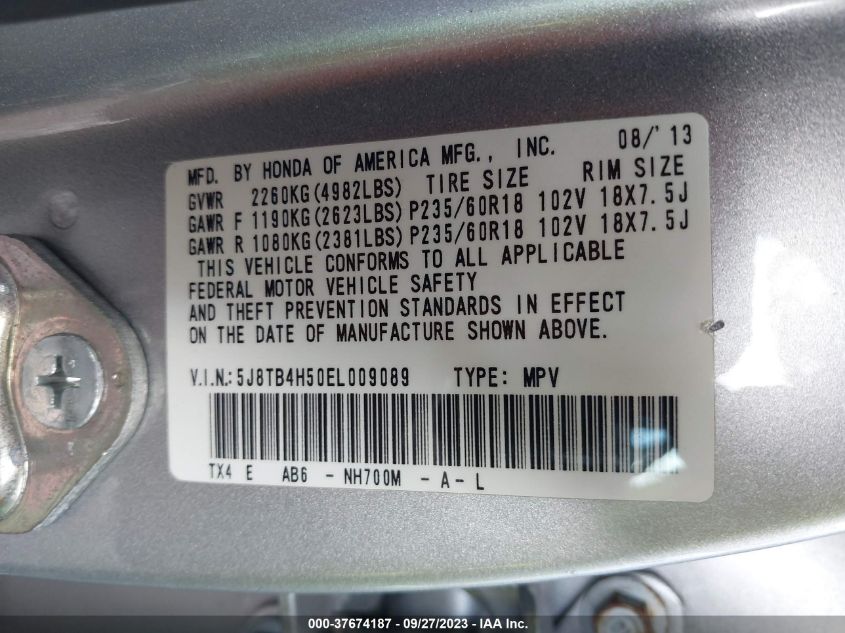 08/'13
MFD. BY HONDA OF AMERICA MFG., INC.
GVWR 2260KG(4982LBS) TIRE SIZE RIM SIZE
GAWR F 1190KG(2623LBS) P235/60R18 102V 18X7.5J
GAWR R 1080KG(2381LBS) P235/60R18 102V 18X7.5J
THIS VEHICLE CONFORMS TO ALL APPLICABLE
FEDERAL MOTOR VEHICLE SAFETY
AND THEFT PREVENTION STANDARDS IN EFFECT
ON THE DATE OF MANUFACTURE SHOWN ABOVE.
V.I.N.: 5J8TB4H50EL009089 TYPE: MPV
TX4 E AB6 - NH700M - A - L
000-37674187 - 09/27/2023 - IAA Inc.